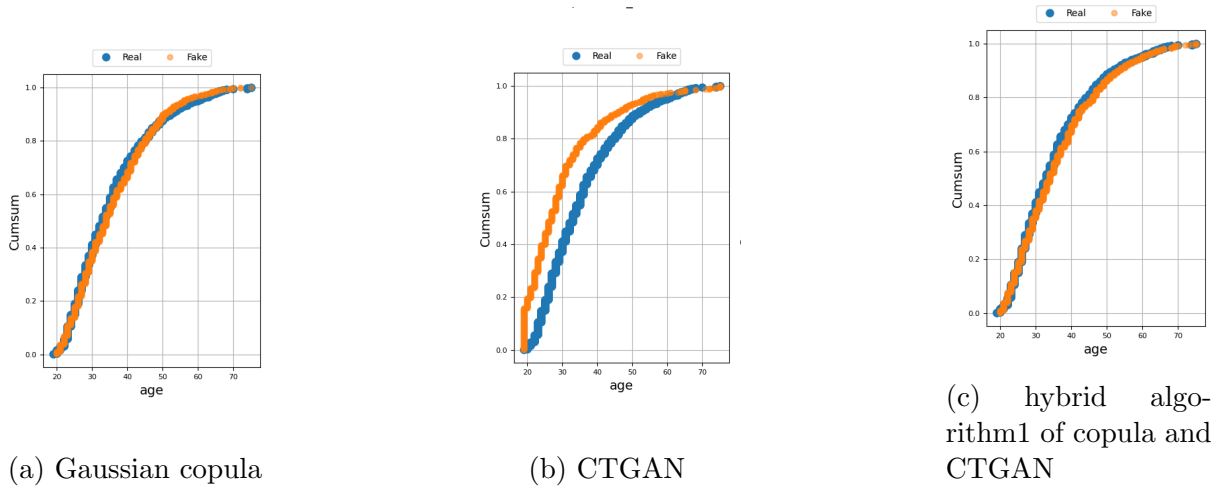 Real Fake
Cumsum
1.0
0.8
0.6
0.4
0.2
0.0
20 30 40 50 60 70
age
(a) Gaussian copula
Real Fake
Cumsum
1.0
0.8
0.6
0.4
0.2
0.0
20 30 40 50 60 70
age
(b) CTGAN
Real Fake
Cumsum
1.0
0.8
0.6
0.4
0.2
0.0
20 30 40 50 60 70
age
(c) hybrid algo-
rithm1 of copula and
CTGAN